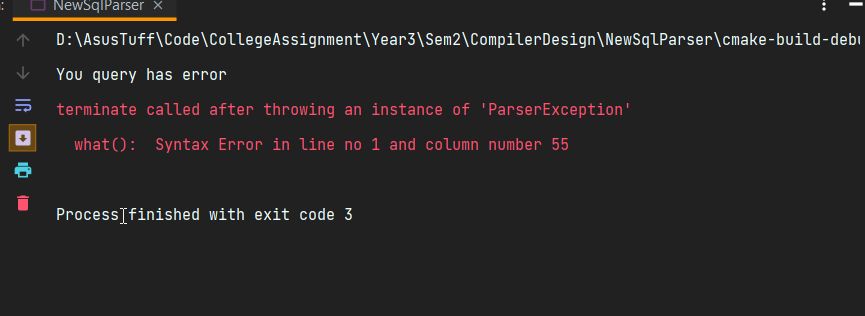 NewSqlParser ×
D:\AsusTuff\Code\CollegeAssignment\Year3\Sem2\CompilerDesign\NewSqlParser\cmake-build-debu
You query has error
terminate called after throwing an instance of 'ParserException'
what():  Syntax Error in line no 1 and column number 55
Process finished with exit code 3